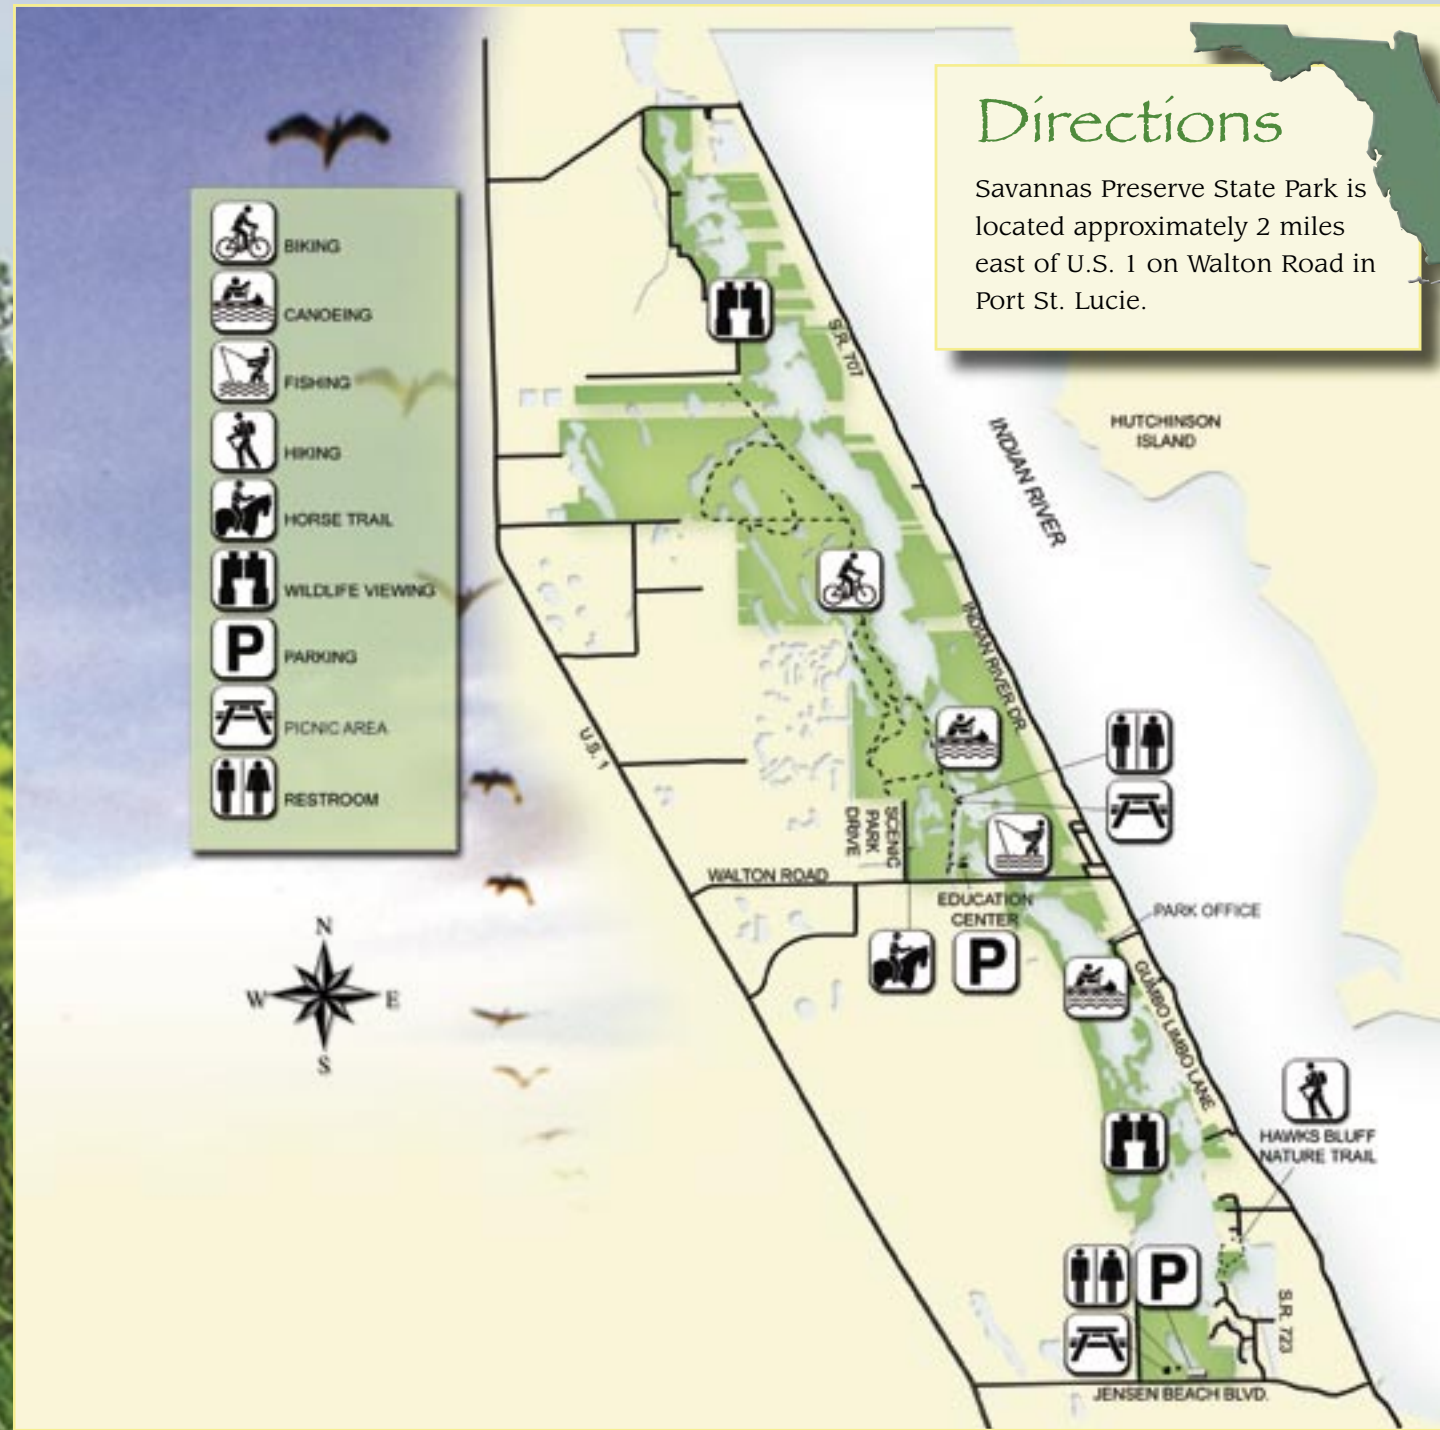 Directions
Savannas Preserve State Park is
located approximately 2 miles
east of U.S. 1 on Walton Road in
Port St. Lucie.
BIKING
CANOEING
FISHING
HIKING
HORSE TRAIL
WILDLIFE VIEWING
P
PARKING
PICNIC AREA
RESTROOM
N
W
E
S
S.R. 707
INDIAN RIVER
HUTCHINSON
ISLAND
INDIAN RIVER DR.
U.S. 1
SCENIC
PARK
DRIVE
WALTON ROAD
EDUCATION
CENTER
P
PARK OFFICE
GUMBO LIMBO LANE
HAWKS BLUFF
NATURE TRAIL
P
S.R. 723
JENSEN BEACH BLVD.